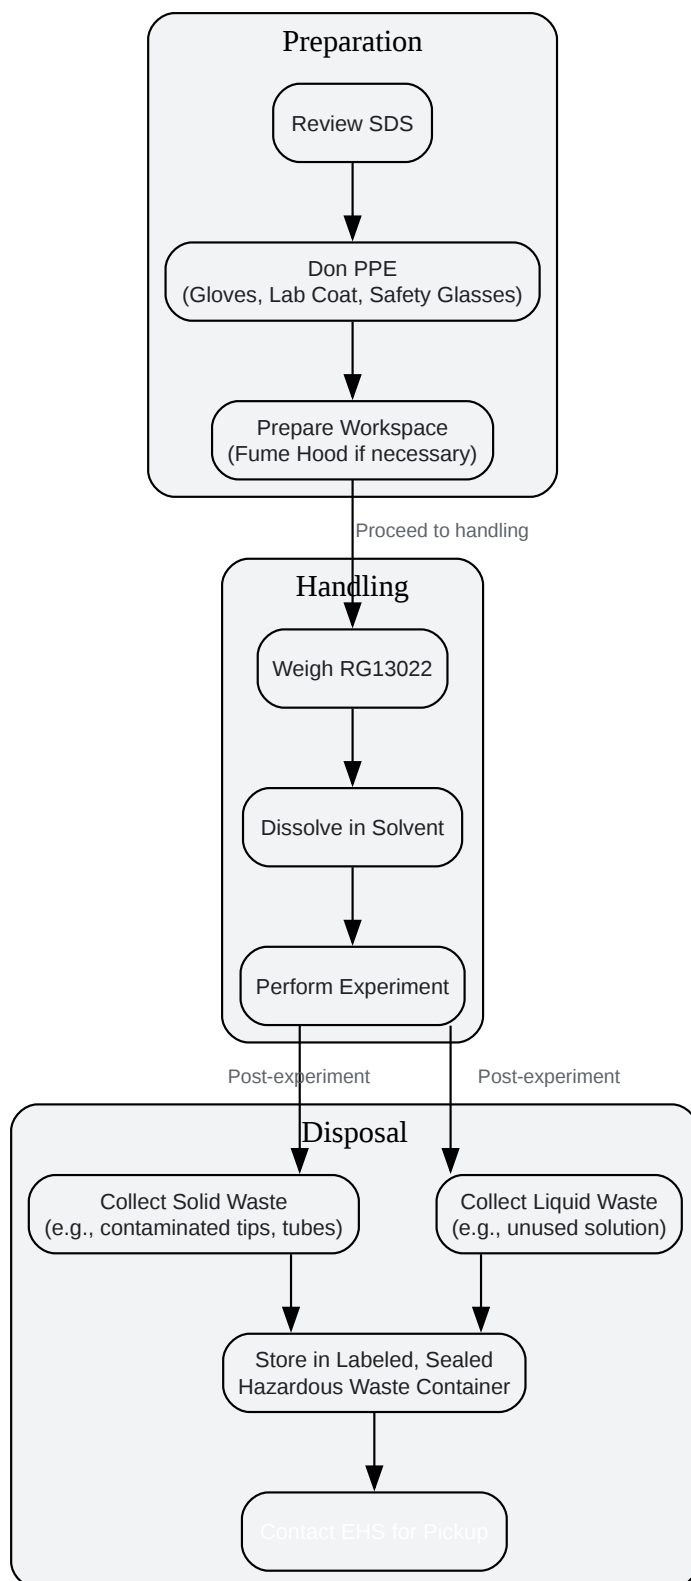 Preparation
Review SDS
Don PPE
(Gloves, Lab Coat, Safety Glasses)
Prepare Workspace
(Fume Hood if necessary)
Proceed to handling
Handling
Weigh RG13022
Dissolve in Solvent
Perform Experiment
Post-experiment
Post-experiment
Disposal
Collect Solid Waste
(e.g., contaminated tips, tubes)
Collect Liquid Waste
(e.g., unused solution)
Store in Labeled, Sealed
Hazardous Waste Container
Contact EHS for Pickup